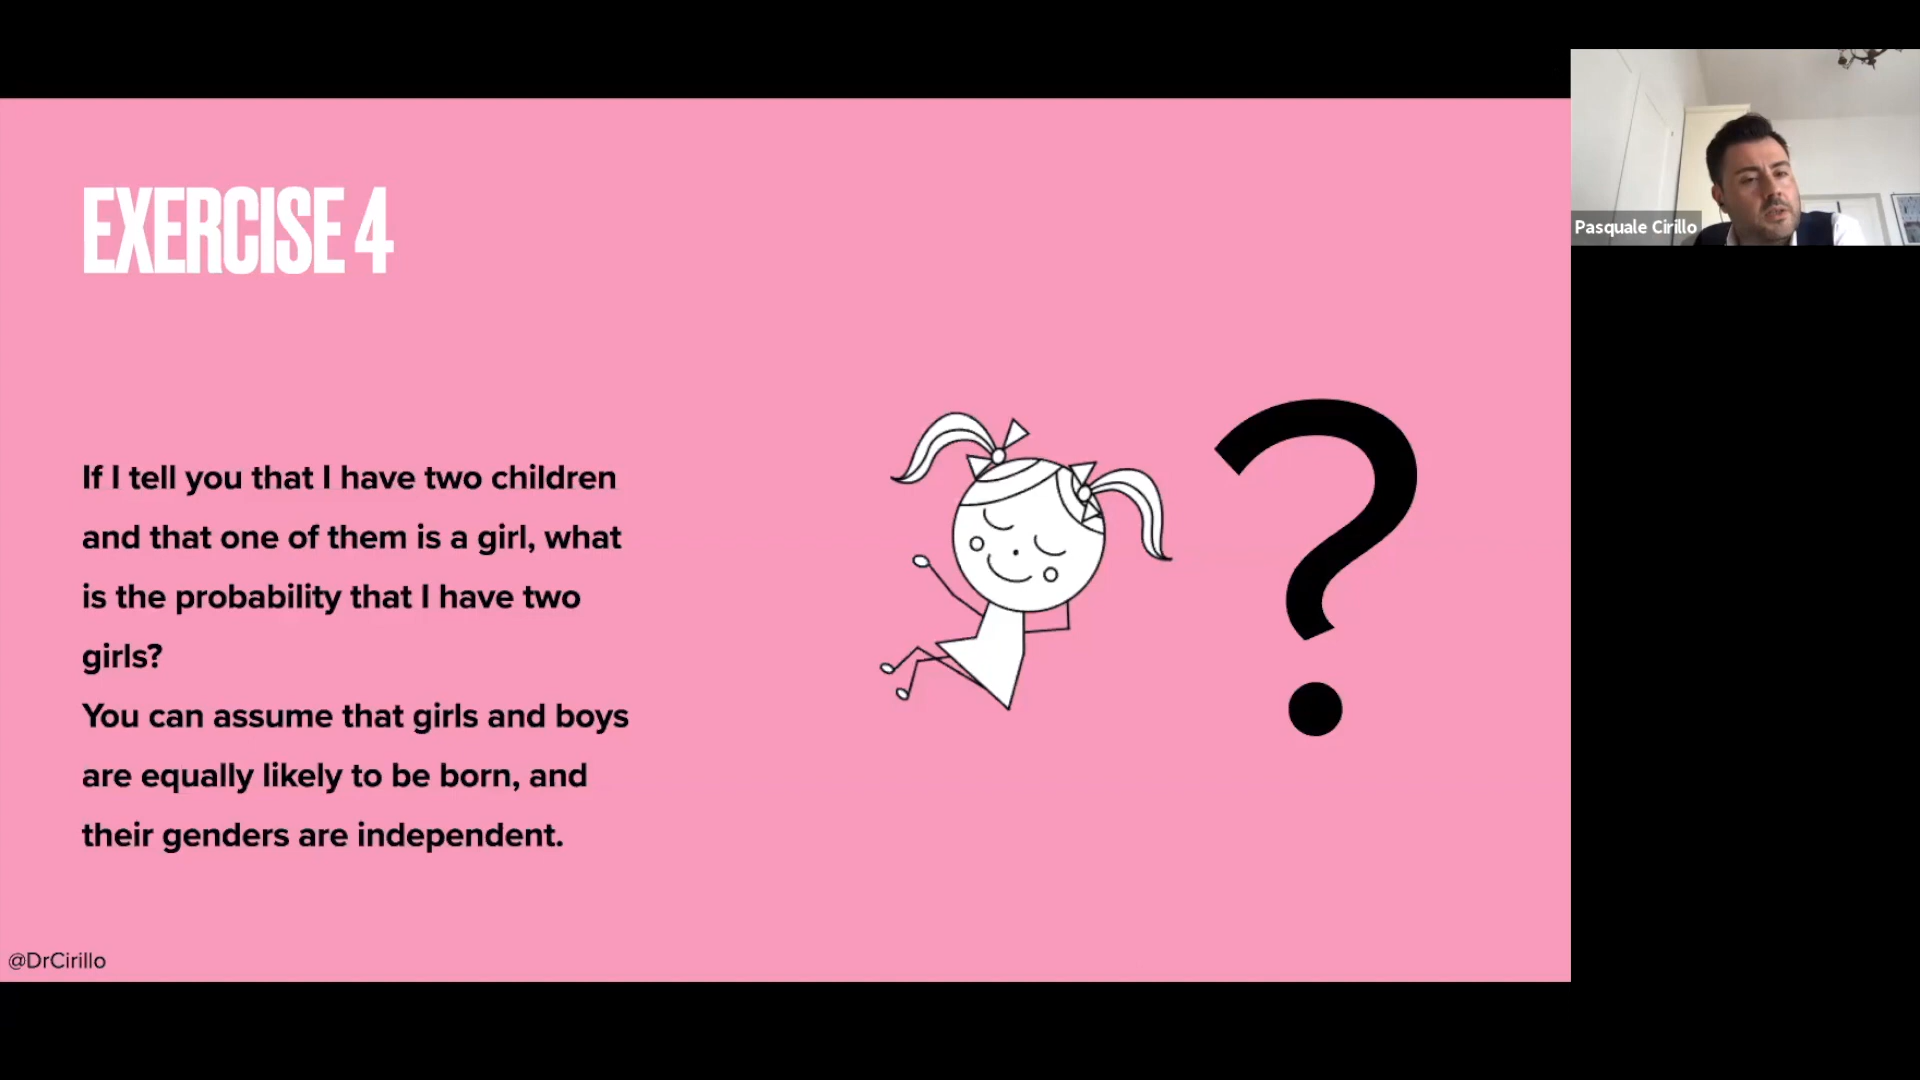 EXERCISE 4
If I tell you that I have two children
and that one of them is a girl, what
is the probability that I have two
girls?
You can assume that girls and boys
are equally likely to be born, and
their genders are independent.
@DrCirillo
Pasquale Cirillo